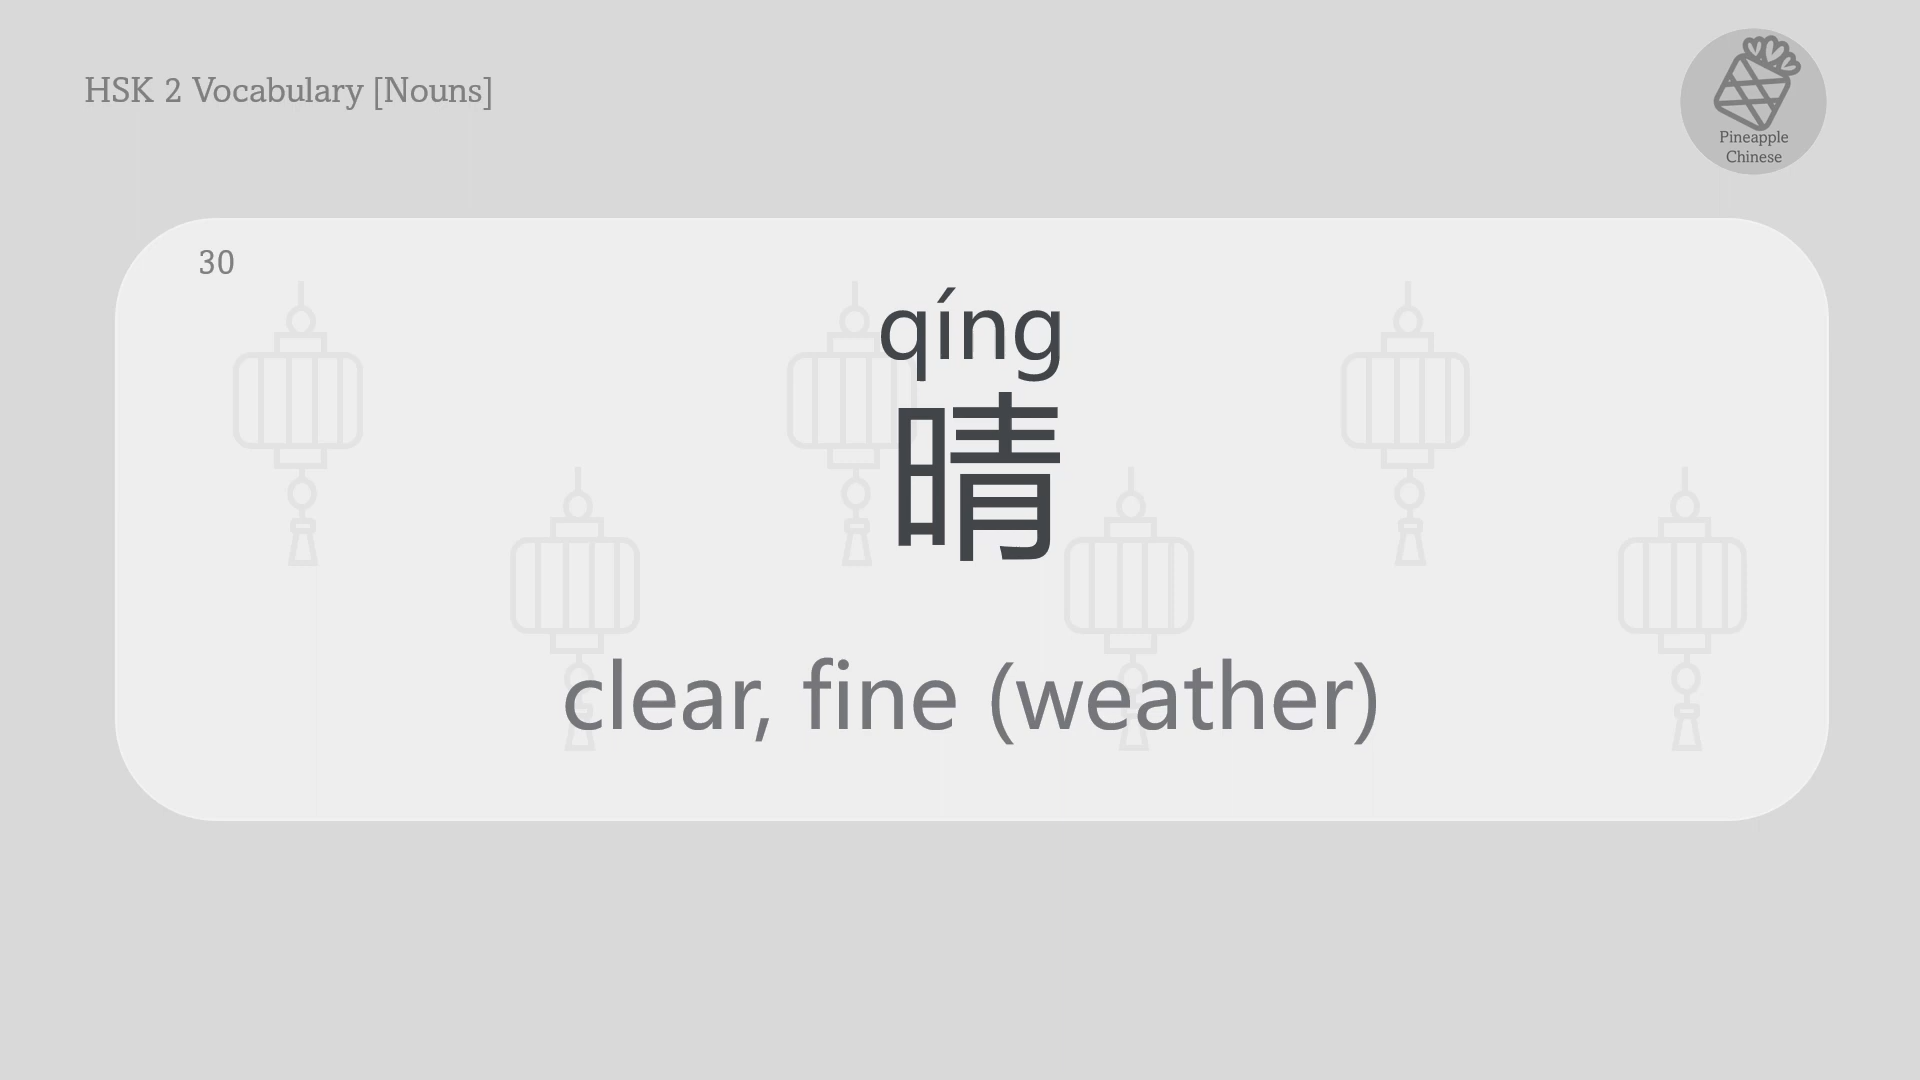 HSK 2 Vocabulary [Nouns]
Pineapple
Chinese
30
qíng
晴
clear, fine (weather)